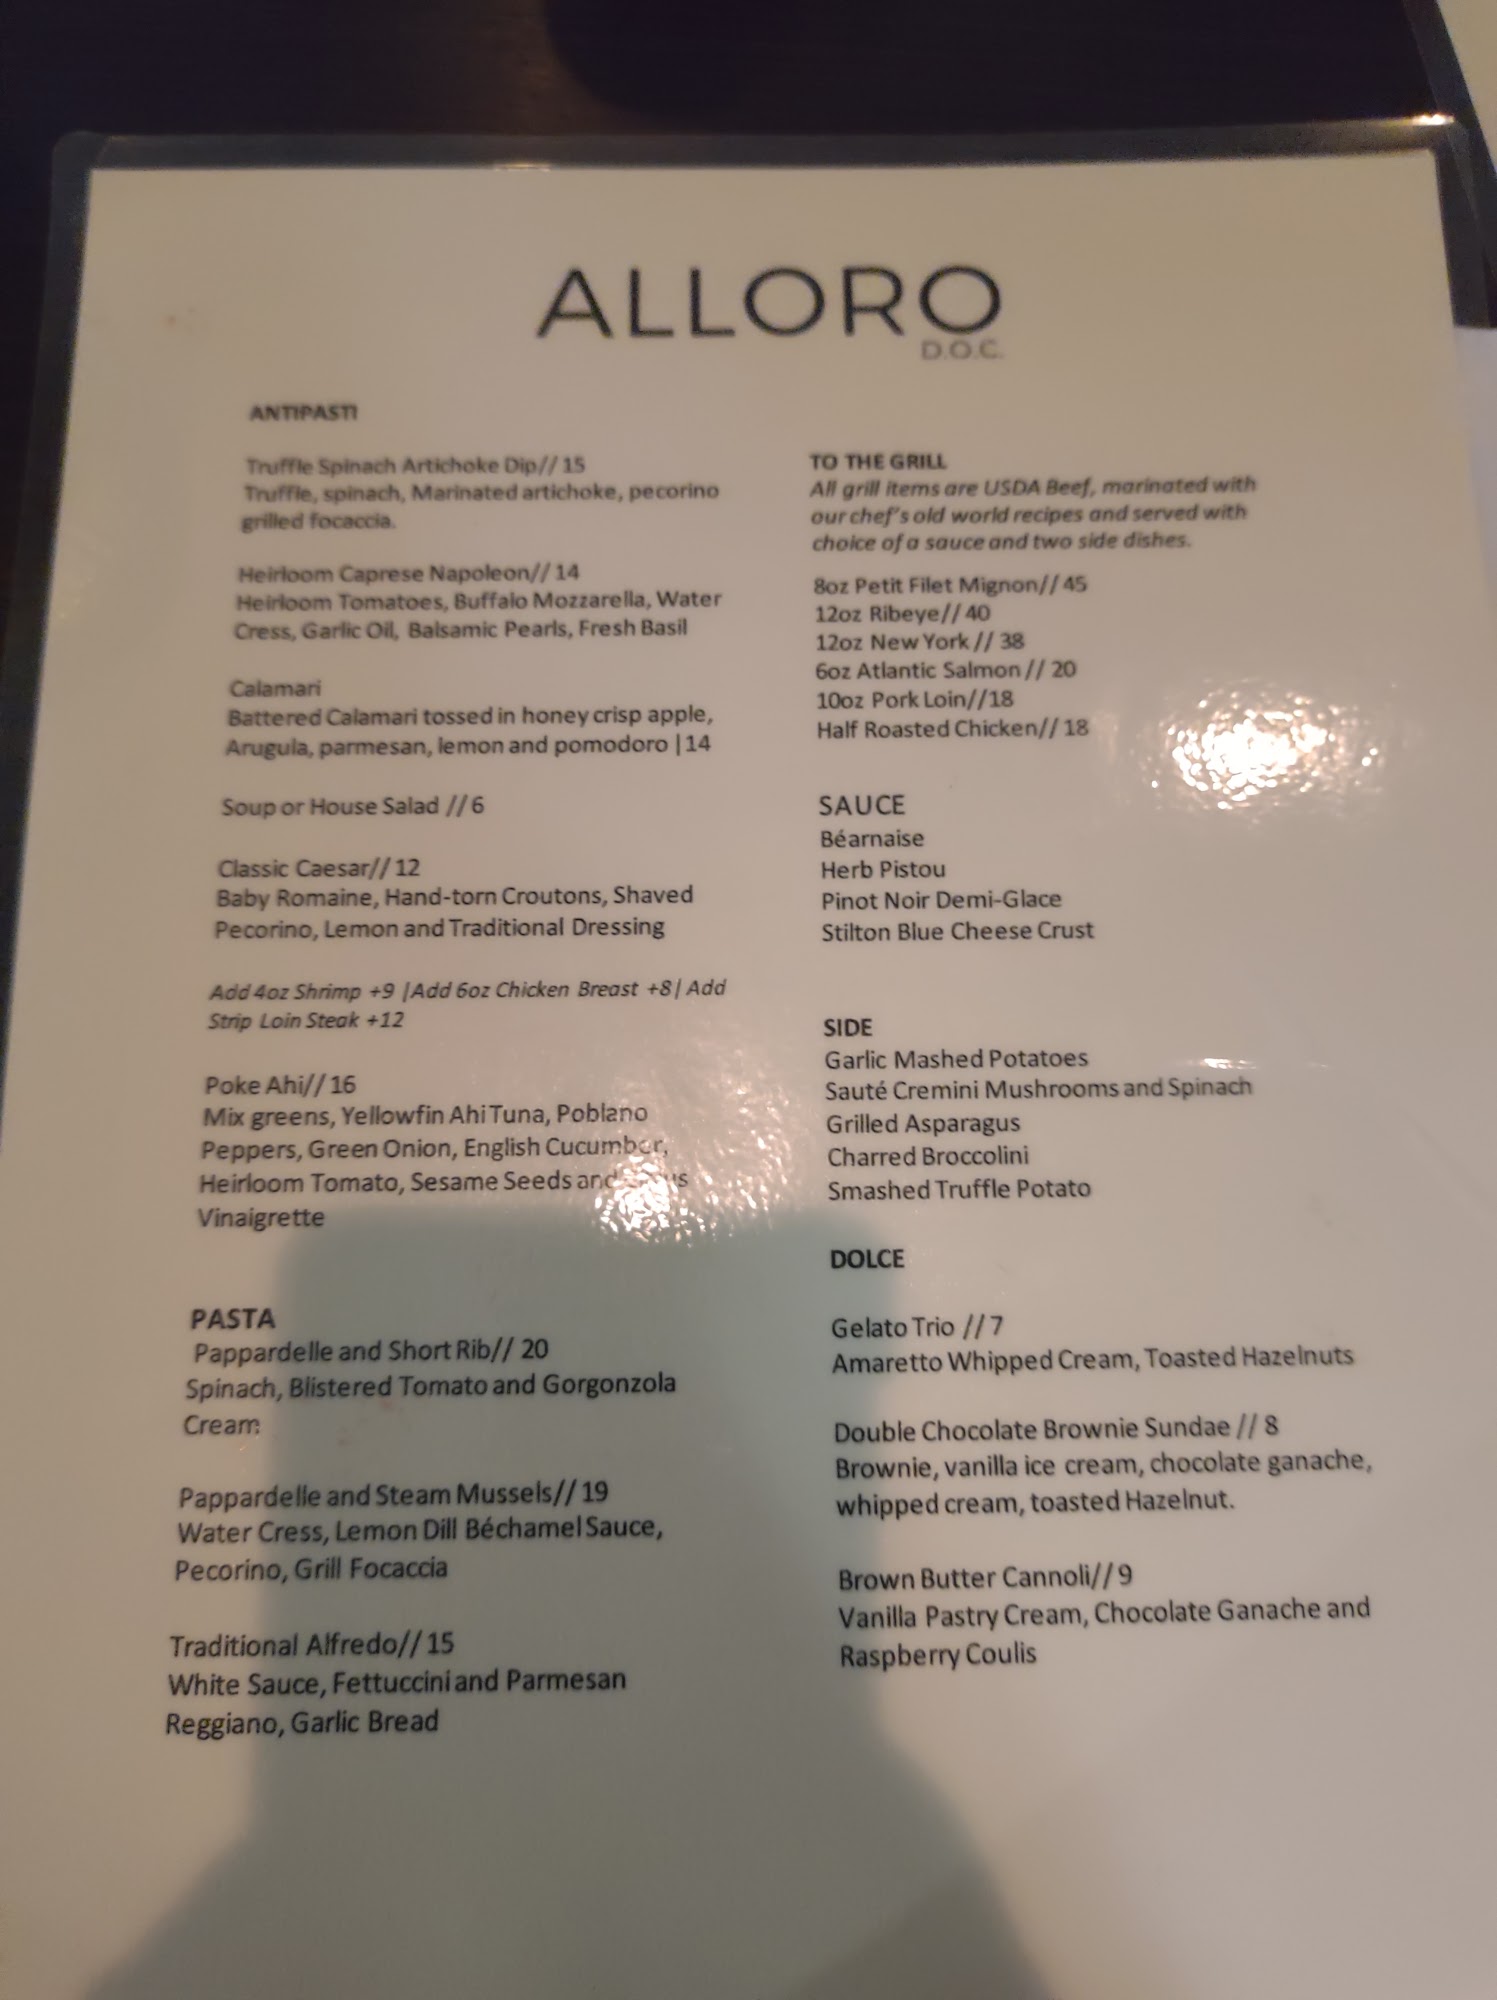 ALLORO
D.O.C.
ANTIPASTI
Truffle Spinach Artichoke Dip// 15
Truffle, spinach, Marinated artichoke, pecorino
grilled focaccia.
Heirloom Caprese Napoleon// 14
Heirloom Tomatoes, Buffalo Mozzarella, Water
Cress, Garlic Oil, Balsamic Pearls, Fresh Basil
Calamari
Battered Calamari tossed in honey crisp apple,
Arugula, parmesan, lemon and pomodoro |14
Soup or House Salad // 6
Classic Caesar// 12
Baby Romaine, Hand-torn Croutons, Shaved
Pecorino, Lemon and Traditional Dressing
Add 4oz Shrimp +9 |Add 6oz Chicken Breast +8| Add
Strip Loin Steak +12
Poke Ahi// 16
Mix greens, Yellowfin Ahi Tuna, Poblano
Peppers, Green Onion, English Cucumber,
Heirloom Tomato, Sesame Seeds and
Vinaigrette
PASTA
Pappardelle and Short Rib// 20
Spinach, Blistered Tomato and Gorgonzola
Cream
Pappardelle and Steam Mussels// 19
Water Cress, Lemon Dill Béchamel Sauce,
Pecorino, Grill Focaccia
Traditional Alfredo// 15
White Sauce, Fettuccini and Parmesan
Reggiano, Garlic Bread
TO THE GRILL
All grill items are USDA Beef, marinated with
our chef's old world recipes and served with
choice of a sauce and two side dishes.
8oz Petit Filet Mignon// 45
12oz Ribeye// 40
12oz New York // 38
6oz Atlantic Salmon // 20
10oz Pork Loin//18
Half Roasted Chicken// 18
SAUCE
Béarnaise
Herb Pistou
Pinot Noir Demi-Glace
Stilton Blue Cheese Crust
SIDE
Garlic Mashed Potatoes
Sauté Cremini Mushrooms and Spinach
Grilled Asparagus
Charred Broccolini
Smashed Truffle Potato
DOLCE
Gelato Trio // 7
Amaretto Whipped Cream, Toasted Hazelnuts
Double Chocolate Brownie Sundae // 8
Brownie, vanilla ice cream, chocolate ganache,
whipped cream, toasted Hazelnut.
Brown Butter Cannoli// 9
Vanilla Pastry Cream, Chocolate Ganache and
Raspberry Coulis